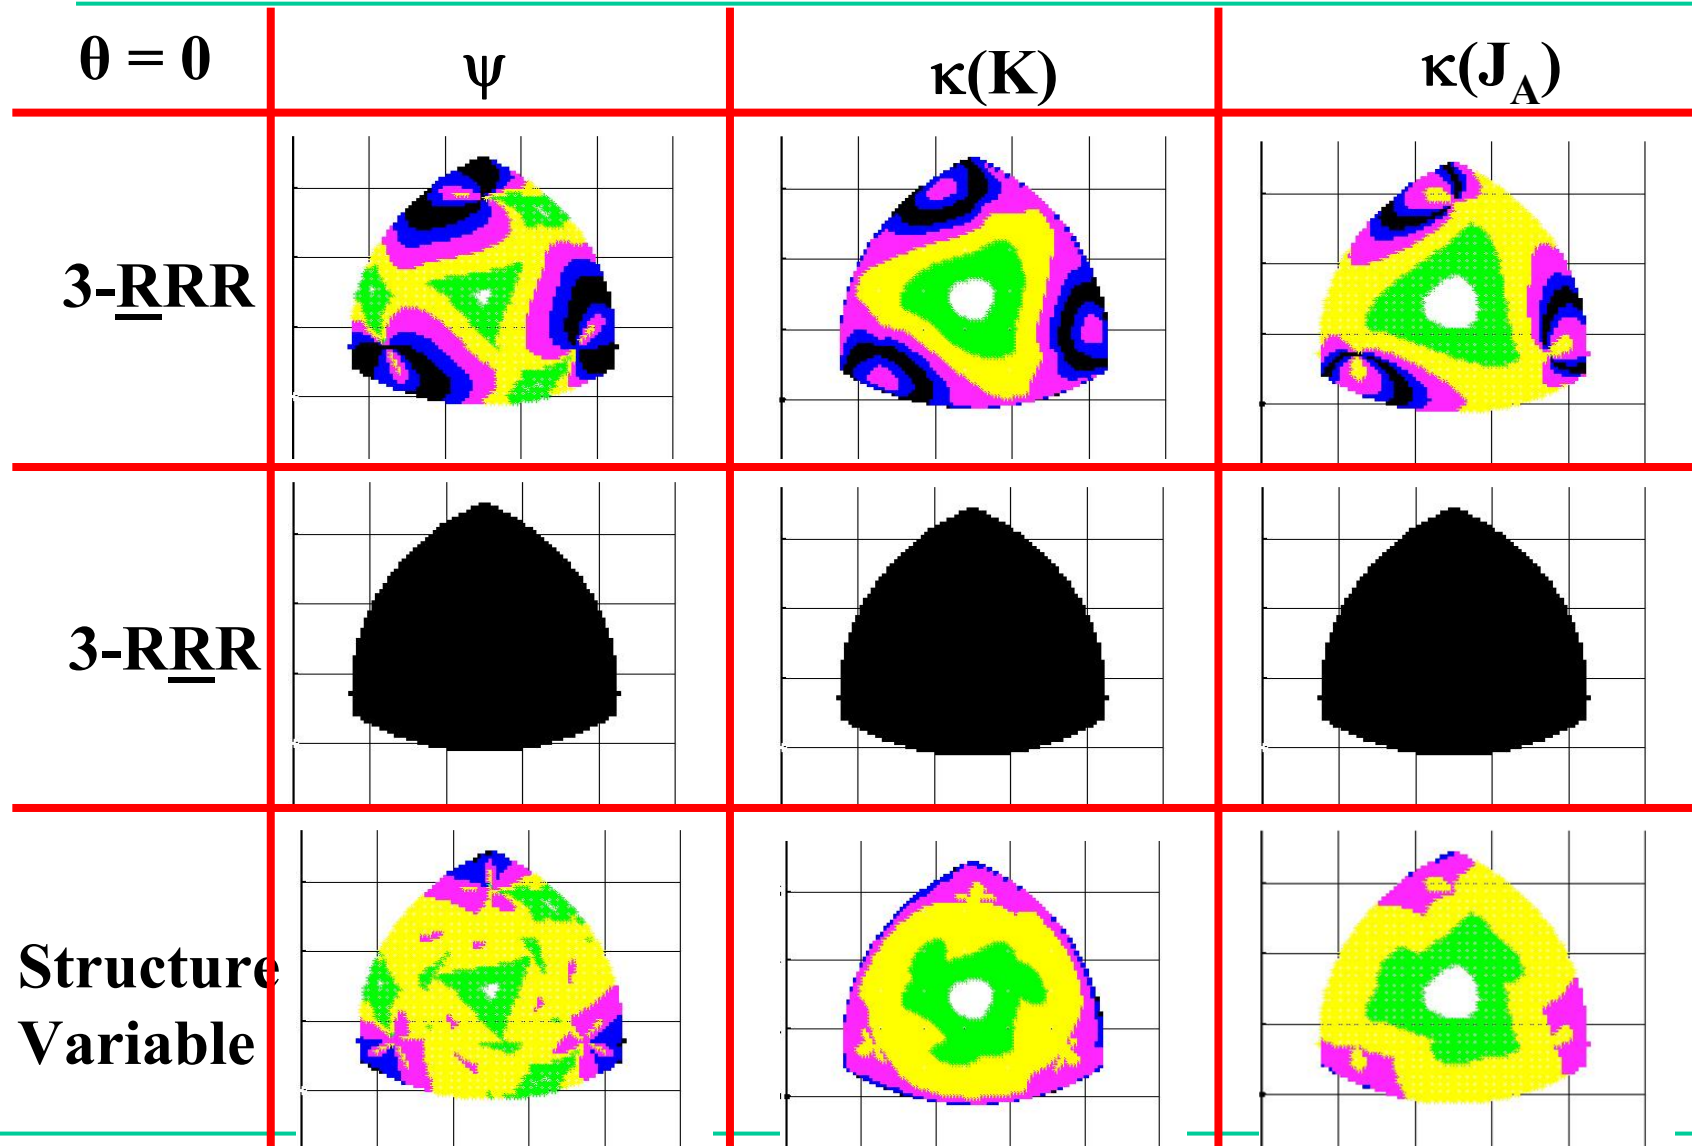 θ = 0 ψ κ(K) κ(J_A)
3-RRR
3-RRR
Structure
Variable